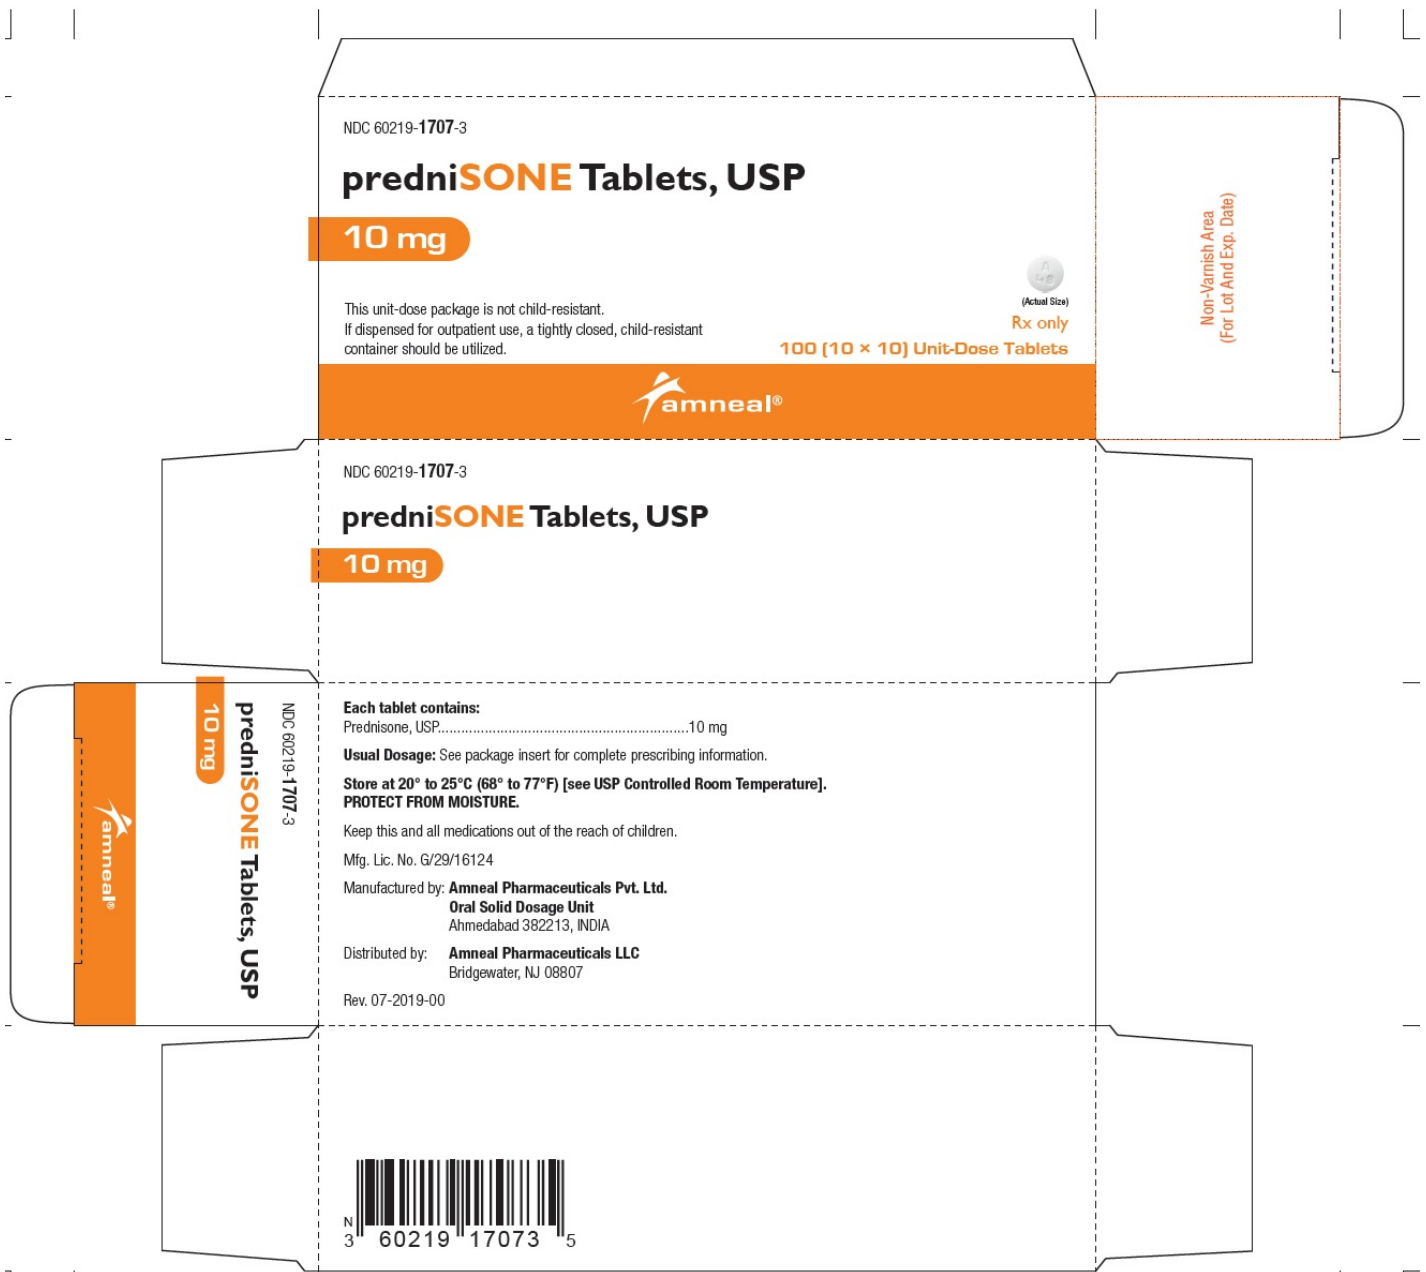 NDC 60219-1707-3
predniSONE Tablets, USP
10 mg
This unit-dose package is not child-resistant.
If dispensed for outpatient use, a tightly closed, child-resistant
container should be utilized.
A
48
(Actual Size)
Rx only
100 (10 × 10) Unit-Dose Tablets
amneal®
Non-Varnish Area
(For Lot And Exp. Date)
NDC 60219-1707-3
predniSONE Tablets, USP
10 mg
NDC 60219-1707-3
predniSONE Tablets, USP
10 mg
amneal®
Each tablet contains:
Prednisone, USP................................................................10 mg
Usual Dosage: See package insert for complete prescribing information.
Store at 20° to 25°C (68° to 77°F) [see USP Controlled Room Temperature].
PROTECT FROM MOISTURE.
Keep this and all medications out of the reach of children.
Mfg. Lic. No. G/29/16124
Manufactured by: Amneal Pharmaceuticals Pvt. Ltd.
Oral Solid Dosage Unit
Ahmedabad 382213, INDIA
Distributed by: Amneal Pharmaceuticals LLC
Bridgewater, NJ 08807
Rev. 07-2019-00
N
3 60219 17073 5